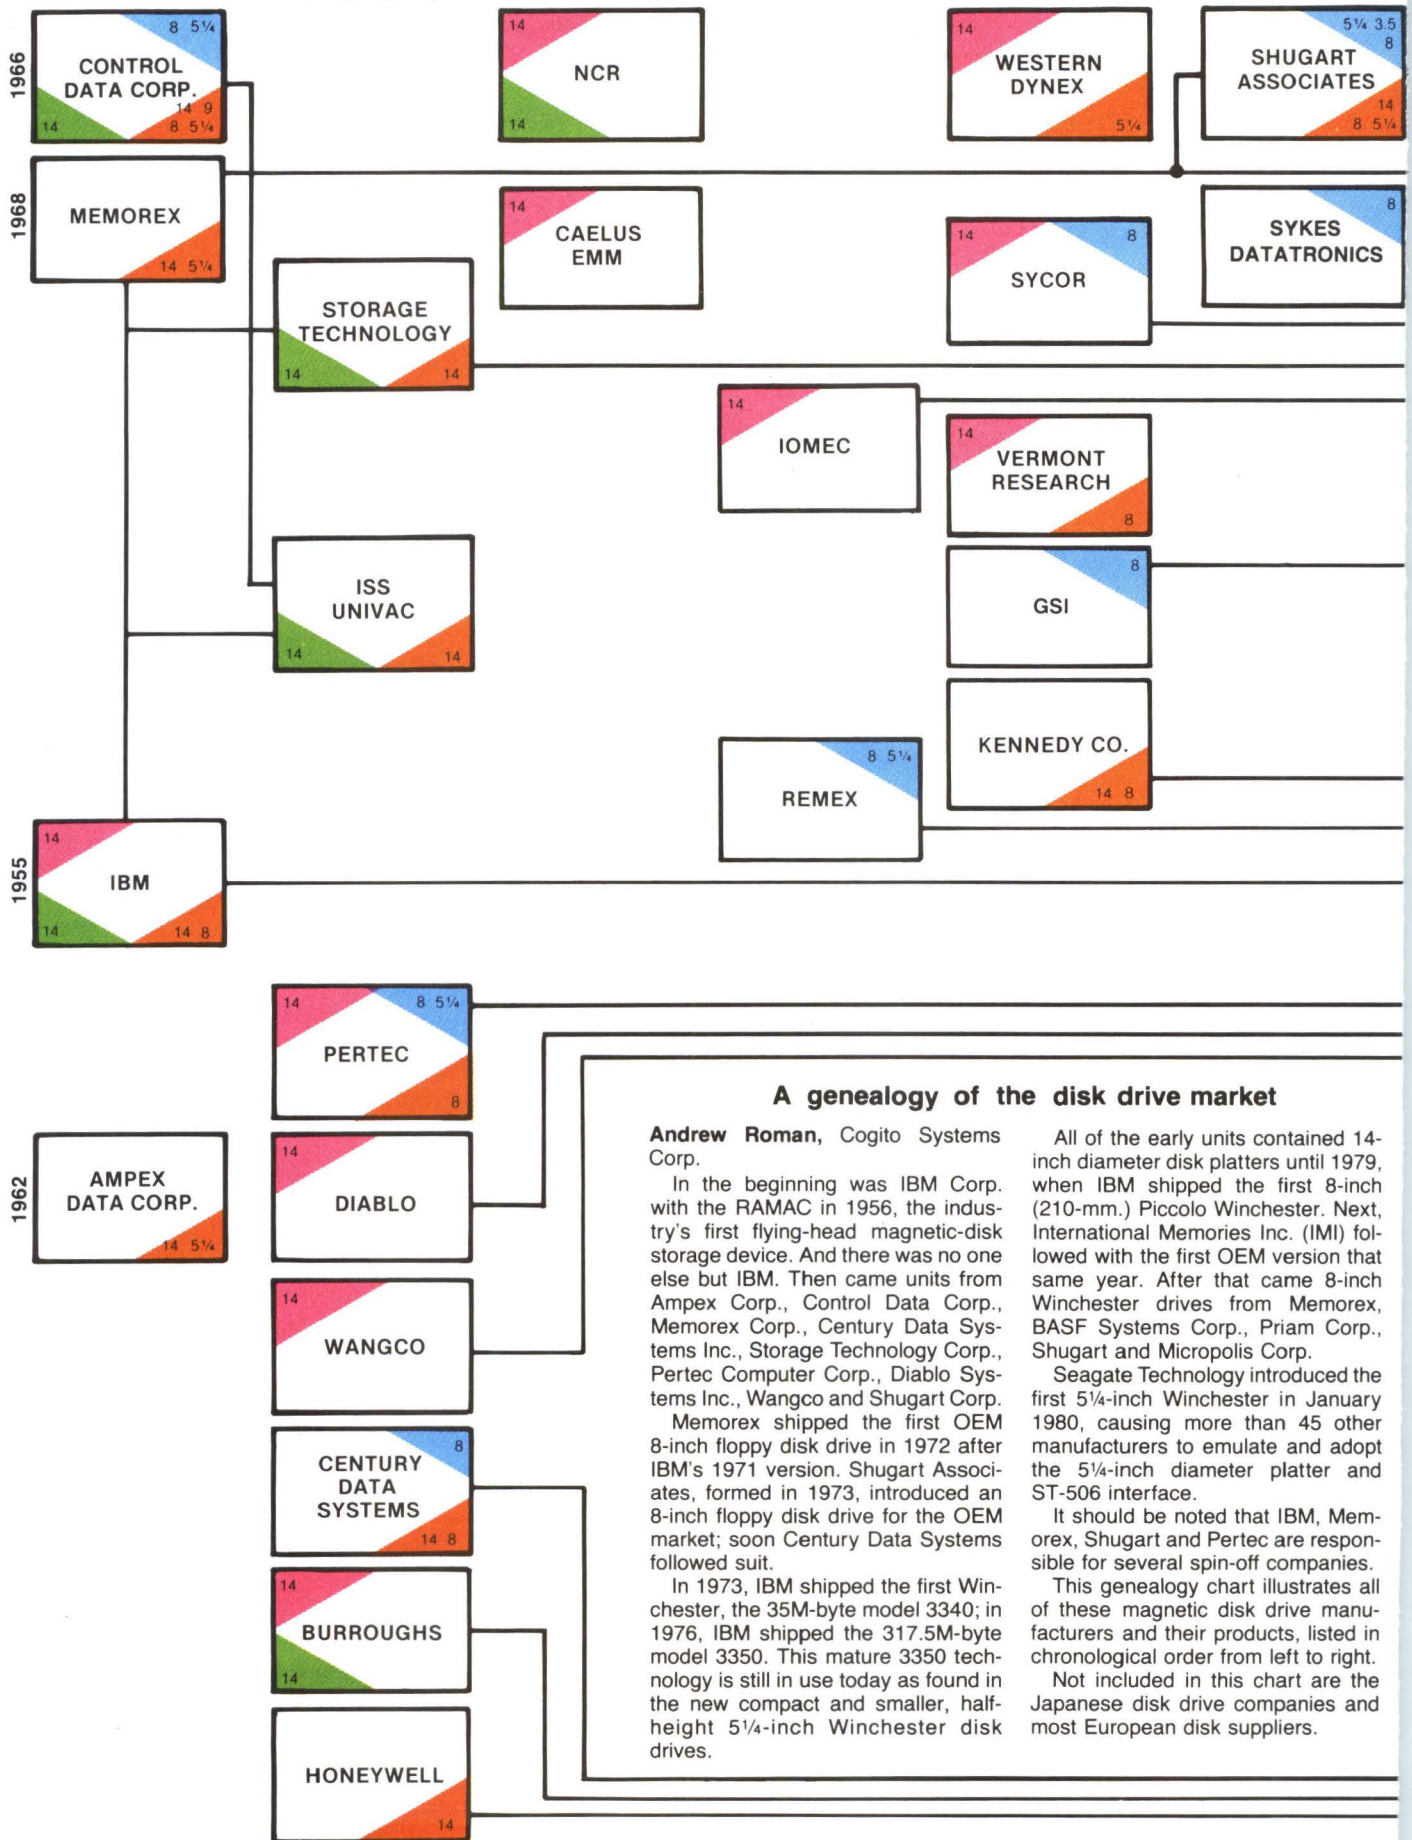 1966
8 5¼
CONTROL
DATA CORP.
14 9
14
8 5¼
14
NCR
14
14
WESTERN
DYNEX
5¼
5¼ 3.5
8
SHUGART
ASSOCIATES
14
8 5¼
1968
MEMOREX
14 5¼
14
CAELUS
EMM
14
8
SYCOR
8
SYKES
DATATRONICS
STORAGE
TECHNOLOGY
14
14
14
IOMEC
14
VERMONT
RESEARCH
8
ISS
UNIVAC
14
14
8
GSI
KENNEDY CO.
14 8
8 5¼
REMEX
1955
14
IBM
14
14 8
14
8 5¼
PERTEC
8
1962
AMPEX
DATA CORP.
14 5¼
14
DIABLO
14
WANGCO
8
CENTURY
DATA
SYSTEMS
14 8
14
BURROUGHS
14
HONEYWELL
14
A genealogy of the disk drive market
Andrew Roman, Cogito Systems
Corp.
In the beginning was IBM Corp.
with the RAMAC in 1956, the indus-
try's first flying-head magnetic-disk
storage device. And there was no one
else but IBM. Then came units from
Ampex Corp., Control Data Corp.,
Memorex Corp., Century Data Sys-
tems Inc., Storage Technology Corp.,
Pertec Computer Corp., Diablo Sys-
tems Inc., Wangco and Shugart Corp.
Memorex shipped the first OEM
8-inch floppy disk drive in 1972 after
IBM's 1971 version. Shugart Associ-
ates, formed in 1973, introduced an
8-inch floppy disk drive for the OEM
market; soon Century Data Systems
followed suit.
In 1973, IBM shipped the first Win-
chester, the 35M-byte model 3340; in
1976, IBM shipped the 317.5M-byte
model 3350. This mature 3350 tech-
nology is still in use today as found in
the new compact and smaller, half-
height 5¼-inch Winchester disk
drives.
All of the early units contained 14-
inch diameter disk platters until 1979,
when IBM shipped the first 8-inch
(210-mm.) Piccolo Winchester. Next,
International Memories Inc. (IMI) fol-
lowed with the first OEM version that
same year. After that came 8-inch
Winchester drives from Memorex,
BASF Systems Corp., Priam Corp.,
Shugart and Micropolis Corp.
Seagate Technology introduced the
first 5¼-inch Winchester in January
1980, causing more than 45 other
manufacturers to emulate and adopt
the 5¼-inch diameter platter and
ST-506 interface.
It should be noted that IBM, Mem-
orex, Shugart and Pertec are respon-
sible for several spin-off companies.
This genealogy chart illustrates all
of these magnetic disk drive manu-
facturers and their products, listed in
chronological order from left to right.
Not included in this chart are the
Japanese disk drive companies and
most European disk suppliers.